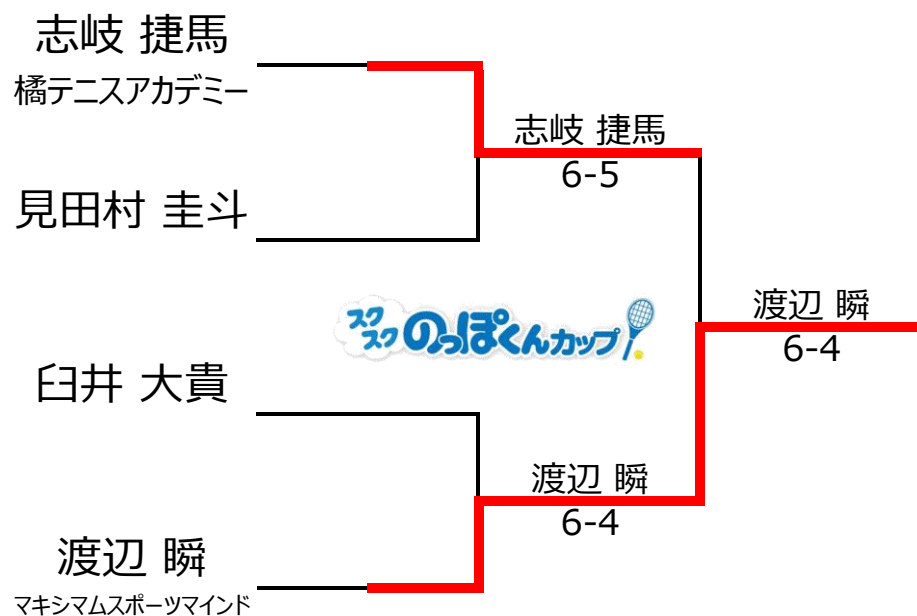 志岐 捷馬
橘テニスアカデミー
志岐 捷馬
6-5
見田村 圭斗
スクスク のっぽくんカップ
渡辺 瞬
6-4
臼井 大貴
渡辺 瞬
6-4
渡辺 瞬
マキシマムスポーツマインド